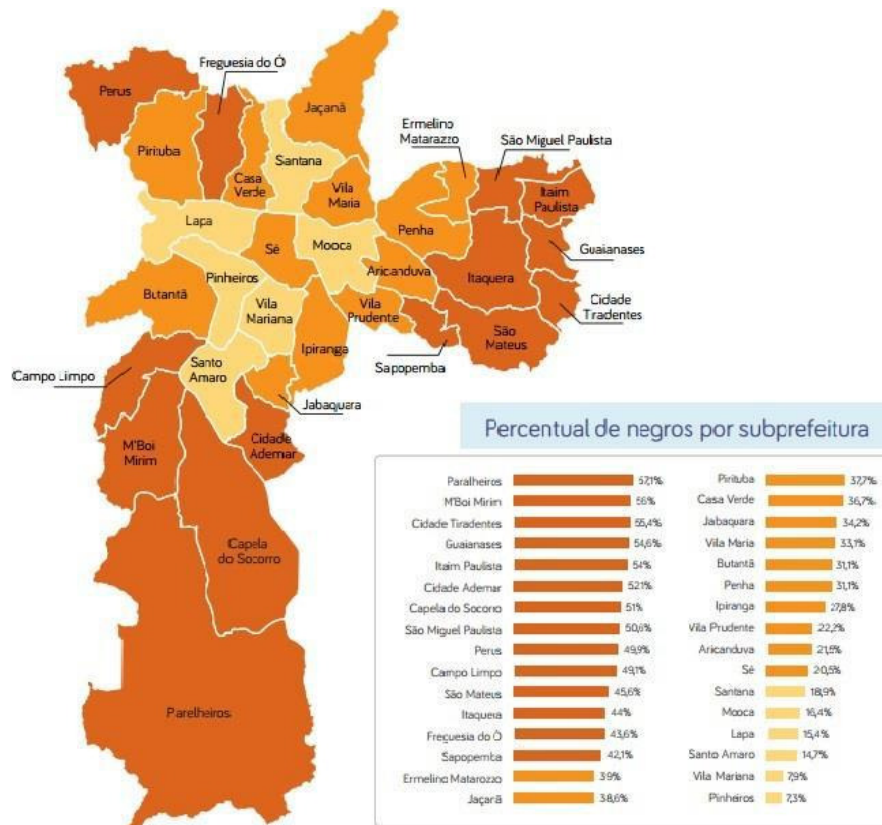 Freguesia do Ó
Perus
Jaçanã
Ermelino
Matarazzo
São Miguel Paulista
Pirituba
Santana
Casa
Verde
Vila
Maria
Itaim
Paulista
Lapa
Penha
Guaianases
Sé
Mooca
Aricanduva
Itaquera
Pinheiros
Butantã
Vila
Mariana
Vila
Prudente
Cidade
Tradentes
Ipiranga
São
Mateus
Santo
Amaro
Sapopemba
Campo Limpo
Jabaquara
M'Boi
Mirim
Cidade
Ademar
Capela
do Socorro
Parelheiros
Percentual de negros por subprefeitura
Paralheiros 57,1%
M'Boi Mirim 56%
Cidade Tiradentes 55,4%
Guaianases 54,6%
Itaim Paulista 54%
Cidade Ademar 52,1%
Capela do Socorro 51%
São Miguel Paulista 50,6%
Perus 49,9%
Campo Limpo 49,1%
São Mateus 45,6%
Itaquera 44%
Freguesia do Ó 43,6%
Sapopemba 42,1%
Ermelino Matarozzo 39%
Jaçanã 38,6%
Pirituba 37,7%
Casa Verde 36,7%
Jabaquara 34,2%
Vila Maria 33,1%
Butantã 31,1%
Penha 31,1%
Ipiranga 27,8%
Vila Prudente 22,2%
Aricanduva 21,5%
Sé 20,5%
Santana 18,9%
Mooca 16,4%
Lapa 15,4%
Santo Amaro 14,7%
Vila Mariana 7,9%
Pinheiros 7,3%